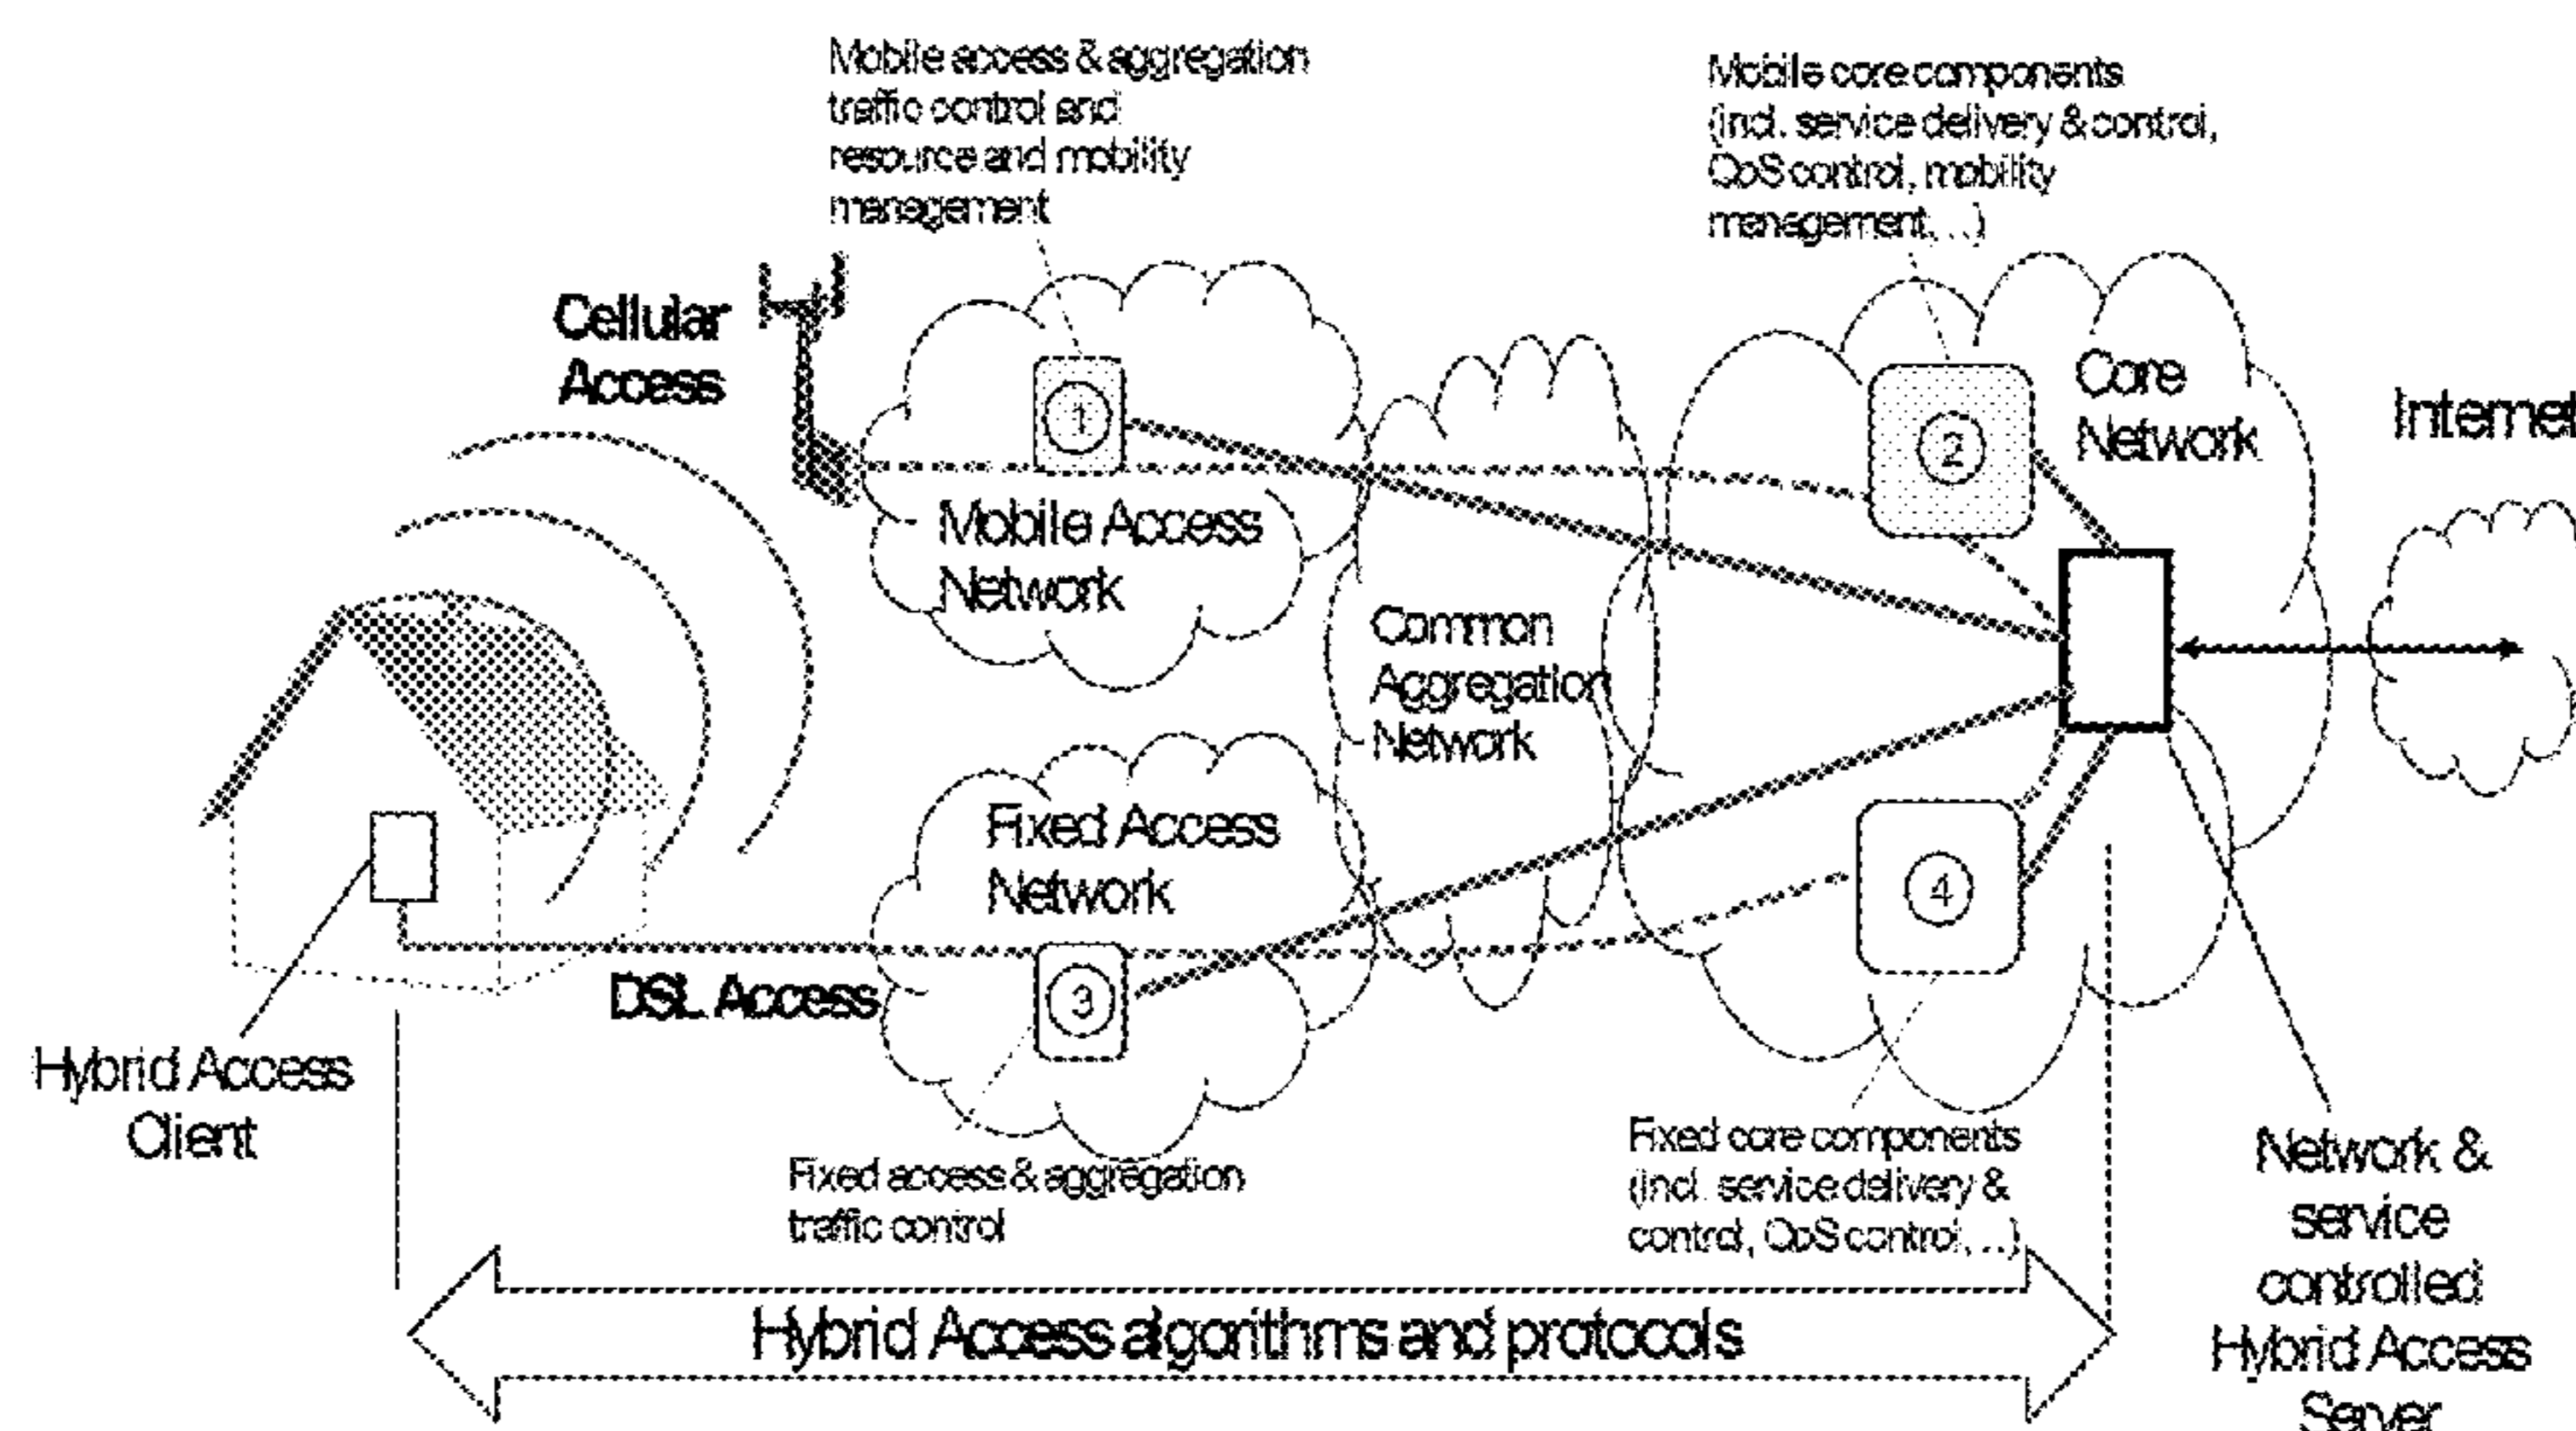 Mobile access & aggregation
traffic control and
resource and mobility
management
Mobile core components
(incl. service delivery & control,
QoS control, mobility
management, ...)
Cellular
Access
1
2
Core
Network
Internet
Mobile Access
Network
Common
Aggregation
Network
Fixed Access
Network
4
DSL Access
3
Hybrid Access
Client
Fixed access & aggregation
traffic control
Fixed core components
(incl. service delivery &
control, QoS control, ...)
Network &
service
controlled
Hybrid Access
Server
Hybrid Access algorithms and protocols